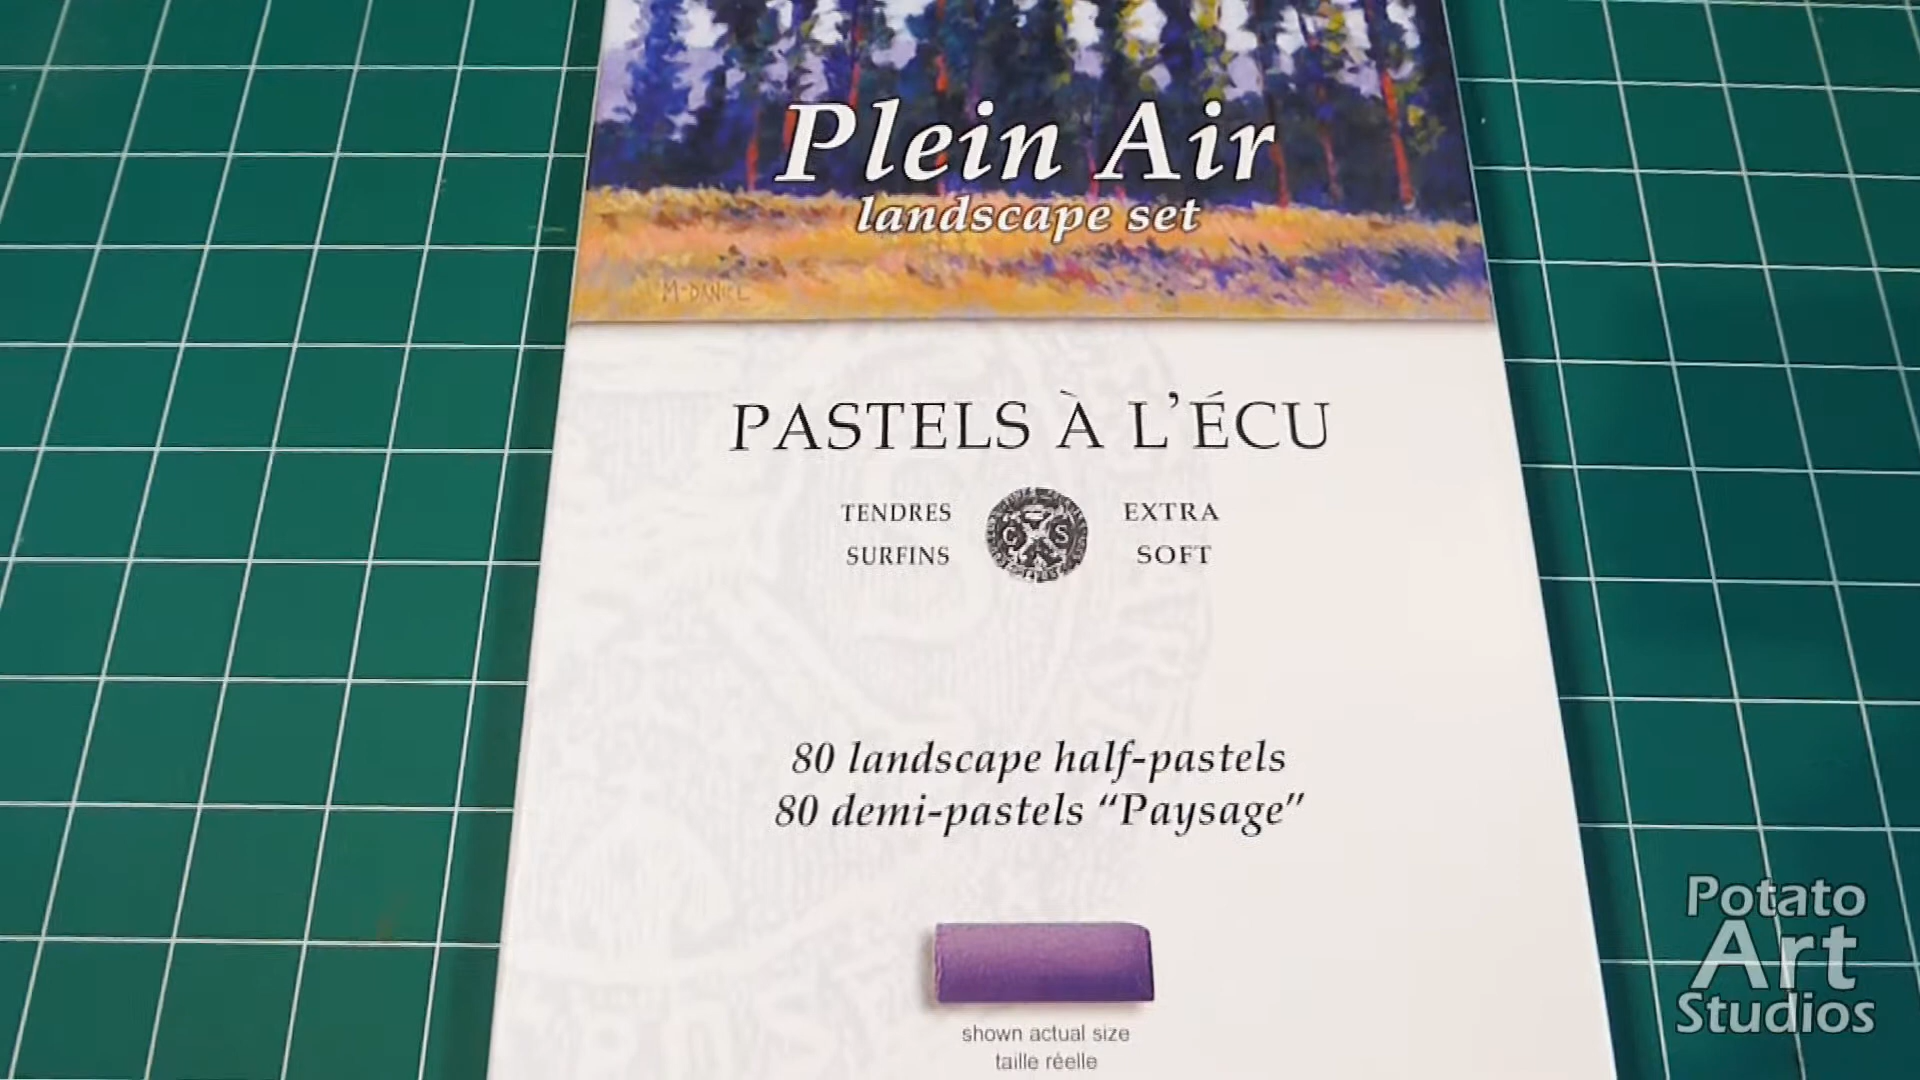 Plein Air
landscape set
McDANIEL
PASTELS À L'ÉCU
TENDRES
SURFINS
G S
EXTRA
SOFT
80 landscape half-pastels
80 demi-pastels “Paysage”
shown actual size
taille réelle
Potato
Art
Studios